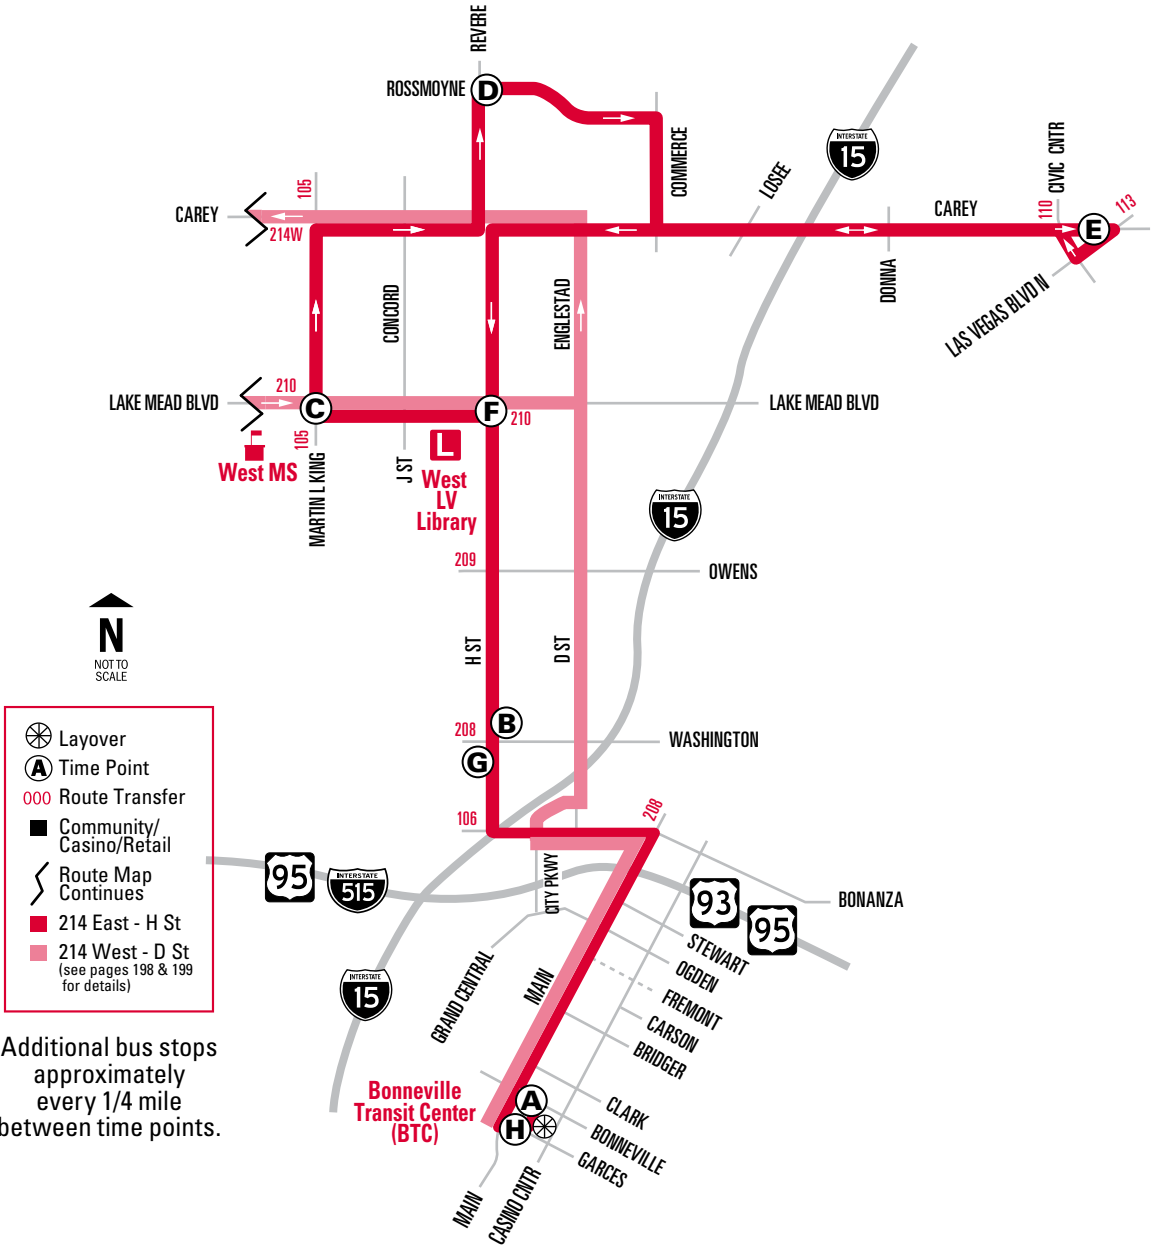 REVERE
ROSSMOYNE
D
COMMERCE
LOSEE
INTERSTATE
15
CIVIC CNTR
110
113
105
CAREY
214W
CAREY
E
DONNA
LAS VEGAS BLVD N
CONCORD
ENGLESTAD
210
LAKE MEAD BLVD
C
F
210
LAKE MEAD BLVD
105
MARTIN L KING
J ST
L
West MS
West
LV
Library
INTERSTATE
15
209
OWENS
N
NOT TO
SCALE
H ST
D ST
B
208
WASHINGTON
G
106
208
Layover
A Time Point
000 Route Transfer
Community/
Casino/Retail
Route Map
Continues
214 East - H St
214 West - D St
(see pages 198 & 199
for details)
95
INTERSTATE
515
CITY PKWY
93
95
BONANZA
STEWART
OGDEN
FREMONT
CARSON
BRIDGER
GRAND CENTRAL
MAIN
INTERSTATE
15
Additional bus stops
approximately
every 1/4 mile
between time points.
Bonneville
Transit Center
(BTC)
A
H
CLARK
BONNEVILLE
GARCES
MAIN
CASINO CNTR